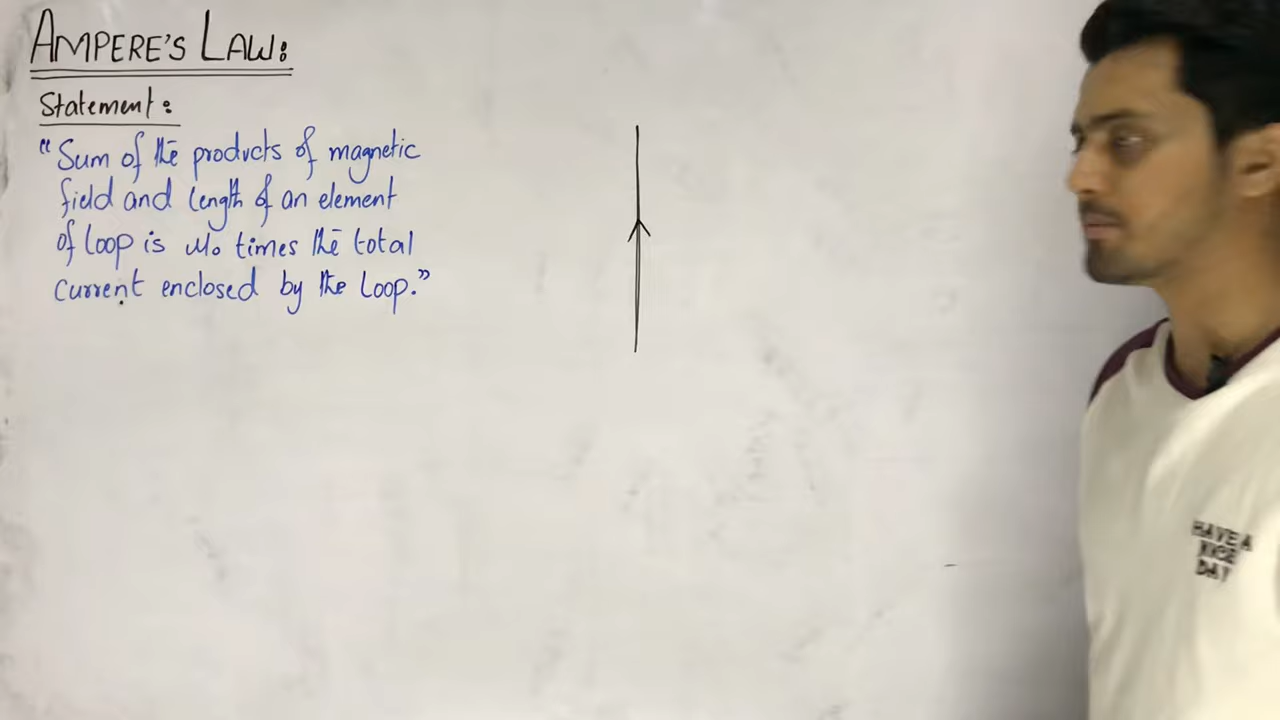 AMPERE'S LAW:
Statement:
"Sum of the products of magnetic
field and length of an element
of loop is μ₀ times the total
current enclosed by the loop."
HAVE A
NICE
DAY